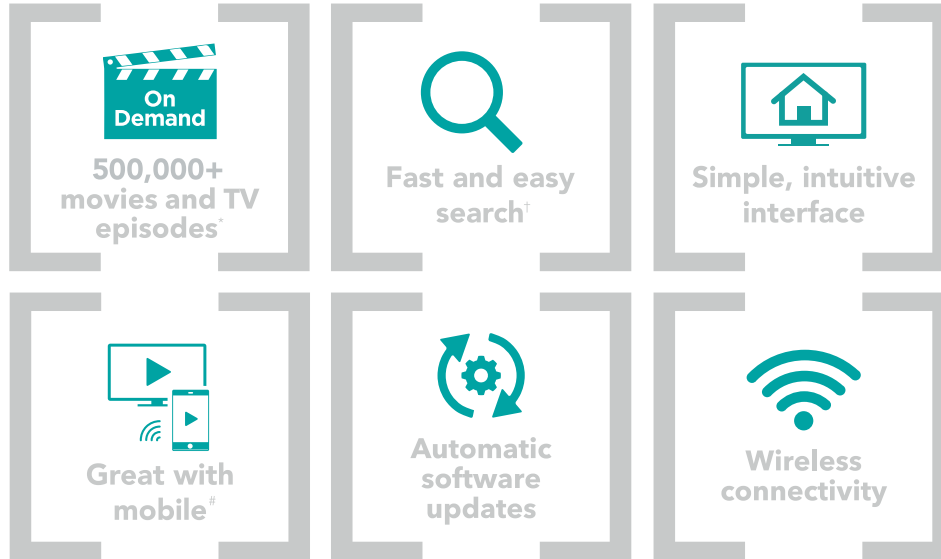 On
Demand
500,000+
movies and TV
episodes*
Fast and easy
search†
Simple, intuitive
interface
Great with
mobile#
Automatic
software
updates
Wireless
connectivity